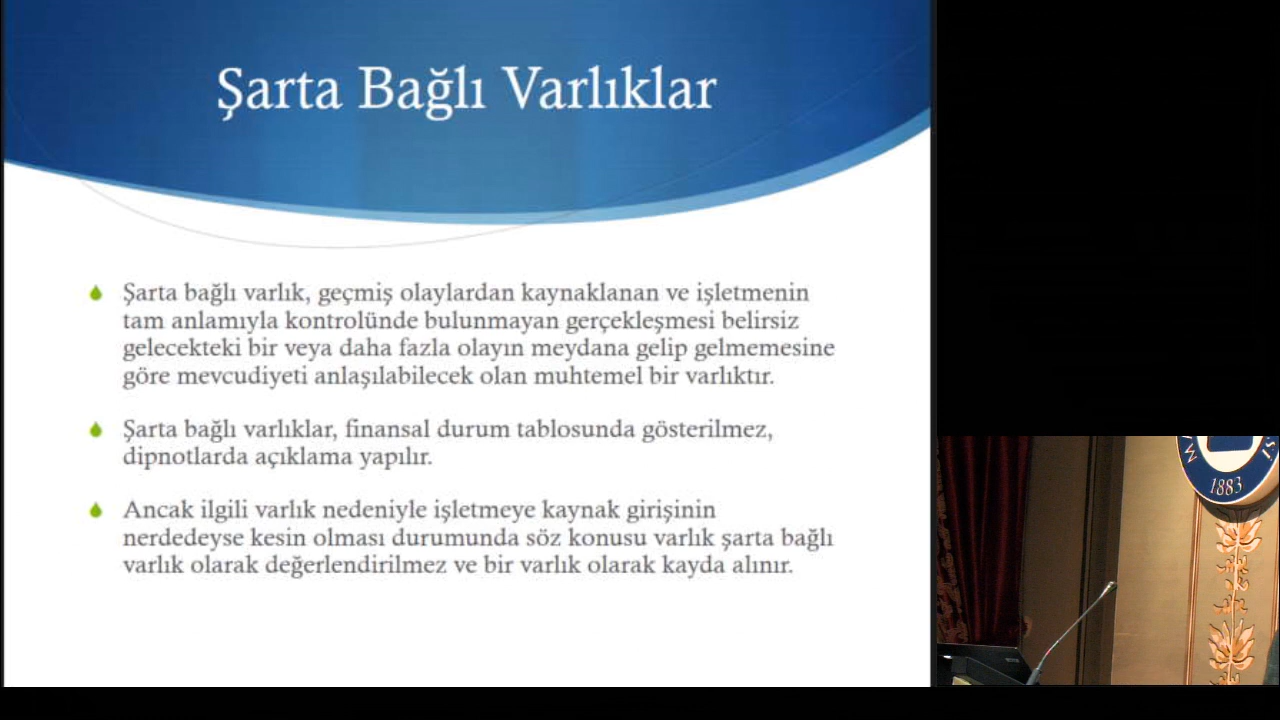 Şarta Bağlı Varlıklar
Şarta bağlı varlık, geçmiş olaylardan kaynaklanan ve işletmenin
tam anlamıyla kontrolünde bulunmayan gerçekleşmesi belirsiz
gelecekteki bir veya daha fazla olayın meydana gelip gelmemesine
göre mevcudiyeti anlaşılabilecek olan muhtemel bir varlıktır.
Şarta bağlı varlıklar, finansal durum tablosunda gösterilmez,
dipnotlarda açıklama yapılır.
Ancak ilgili varlık nedeniyle işletmeye kaynak girişinin
nerdedeyse kesin olması durumunda söz konusu varlık şarta bağlı
varlık olarak değerlendirilmez ve bir varlık olarak kayda alınır.
1883